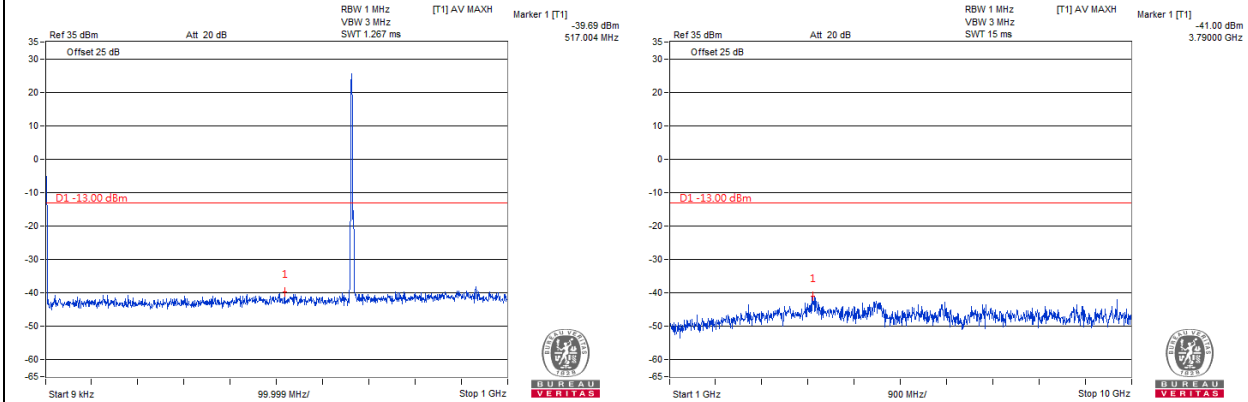 RBW 1 MHz [T1] AV MAXH
VBW 3 MHz
Ref 35 dBm Att 20 dB SWT 1.267 ms
Marker 1 [T1]
-39.69 dBm
517.004 MHz
Offset 25 dB
35
30
20
10
0
-10
-20
-30
-40
-50
-60
-65
D1 -13.00 dBm
1
Start 9 kHz 99.999 MHz/ Stop 1 GHz
BUREAU VERITAS
1828
BUREAU
VERITAS
RBW 1 MHz [T1] AV MAXH
VBW 3 MHz
Ref 35 dBm Att 20 dB SWT 15 ms
Marker 1 [T1]
-41.00 dBm
3.79000 GHz
Offset 25 dB
35
30
20
10
0
-10
-20
-30
-40
-50
-60
-65
D1 -13.00 dBm
1
Start 1 GHz 900 MHz/ Stop 10 GHz
BUREAU VERITAS
1828
BUREAU
VERITAS